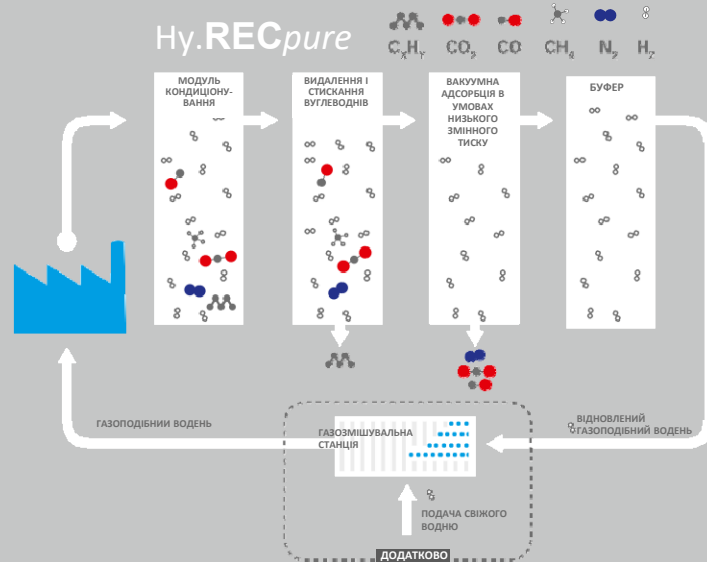 Hy.RECpure
CXHY CO2 CO CH4 N2 H2
МОДУЛЬ
КОНДИЦІОНУ-
ВАННЯ
ВИДАЛЕННЯ І
СТИСКАННЯ
ВУГЛЕВОДНІВ
ВАКУУМНА
АДСОРБЦІЯ В
УМОВАХ
НИЗЬКОГО
ЗМІННОГО
ТИСКУ
БУФЕР
ГАЗОПОДІБНИЙ ВОДЕНЬ
ГАЗОЗМІШУВАЛЬНА
СТАНЦІЯ
ВІДНОВЛЕНИЙ
ГАЗОПОДІБНИЙ ВОДЕНЬ
ПОДАЧА СВІЖОГО
ВОДНЮ
ДОДАТКОВО